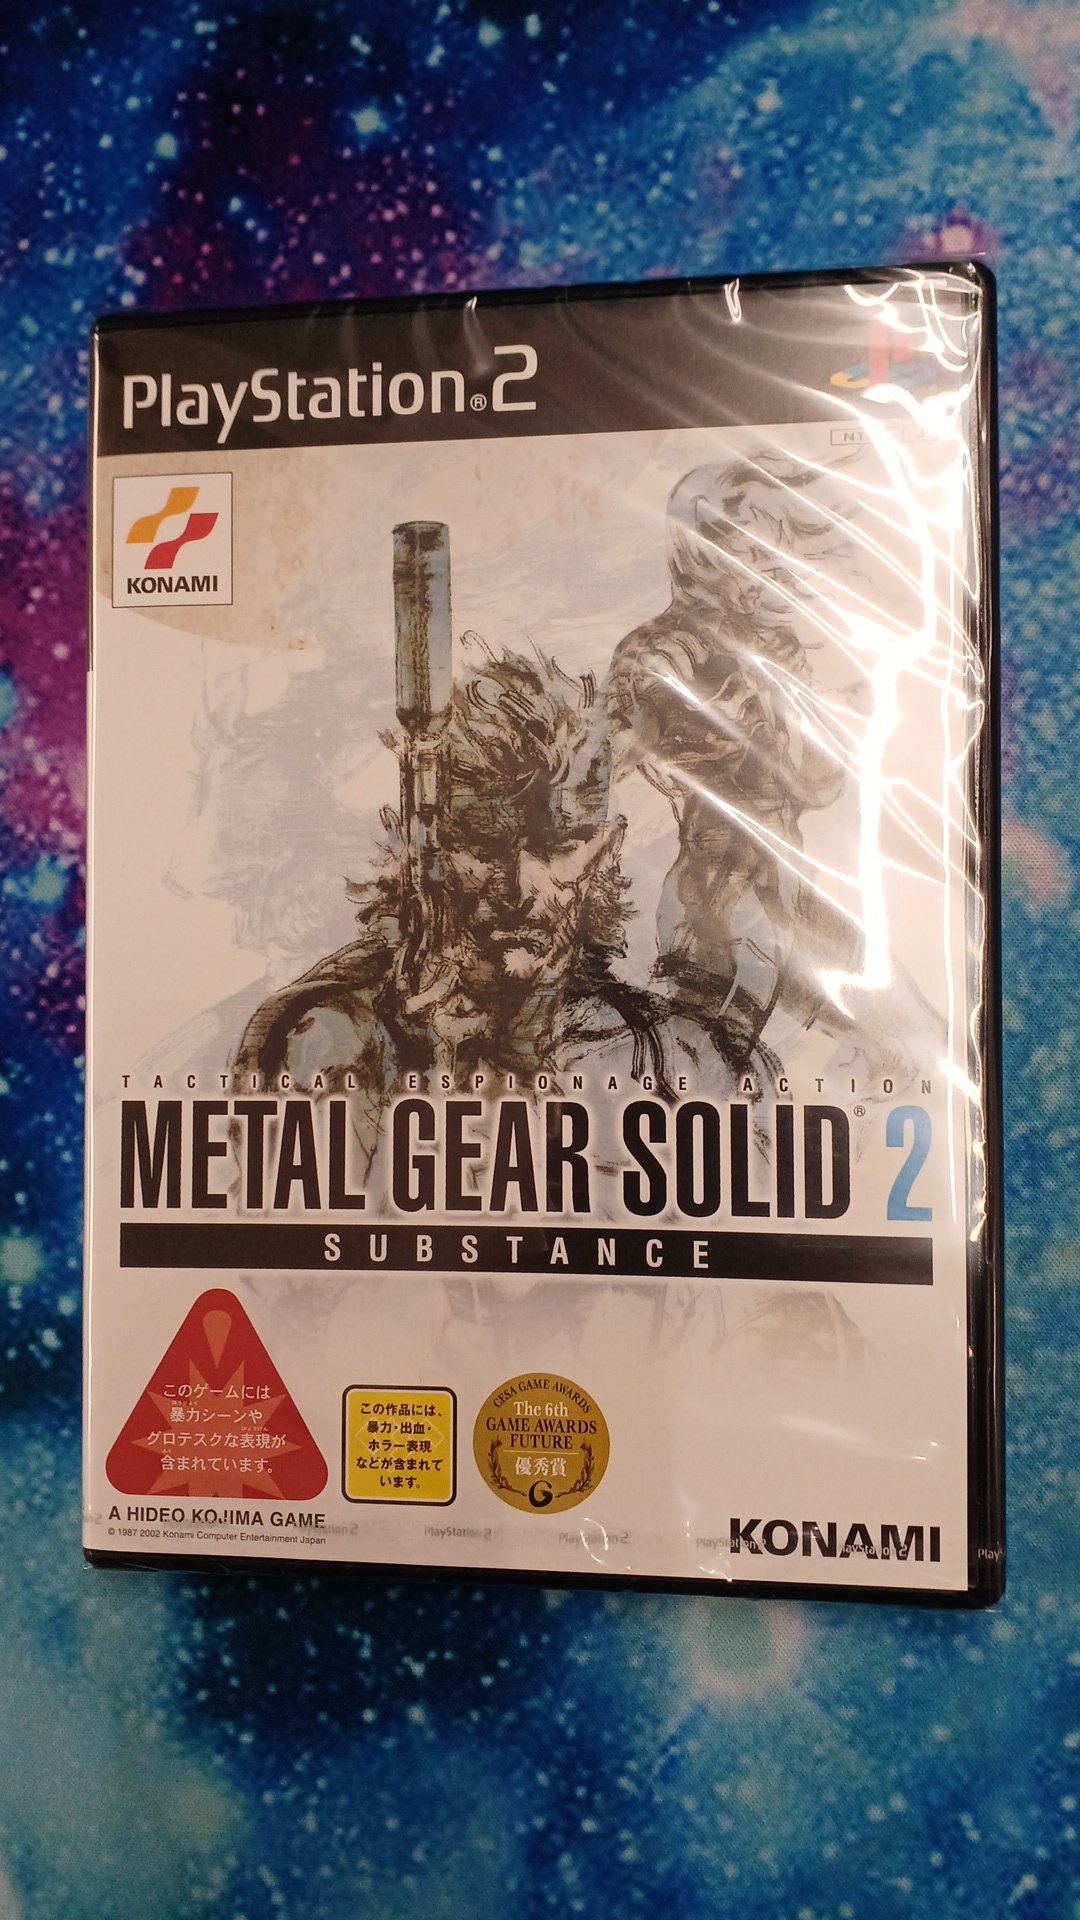 PlayStation®2
KONAMI
TACTICAL ESPIONAGE ACTION
METAL GEAR SOLID® 2
SUBSTANCE
このゲームには
暴力シーンや
グロテスクな表現が
含まれています。
この作品には、
暴力・出血・
ホラー表現
などが含まれて
います。
CESA GAME AWARDS
The 6th
GAME AWARDS
FUTURE
優秀賞
A HIDEO KOJIMA GAME
© 1987 2002 Konami Computer Entertainment Japan
KONAMI
PlayStation 2
PlayStation 2